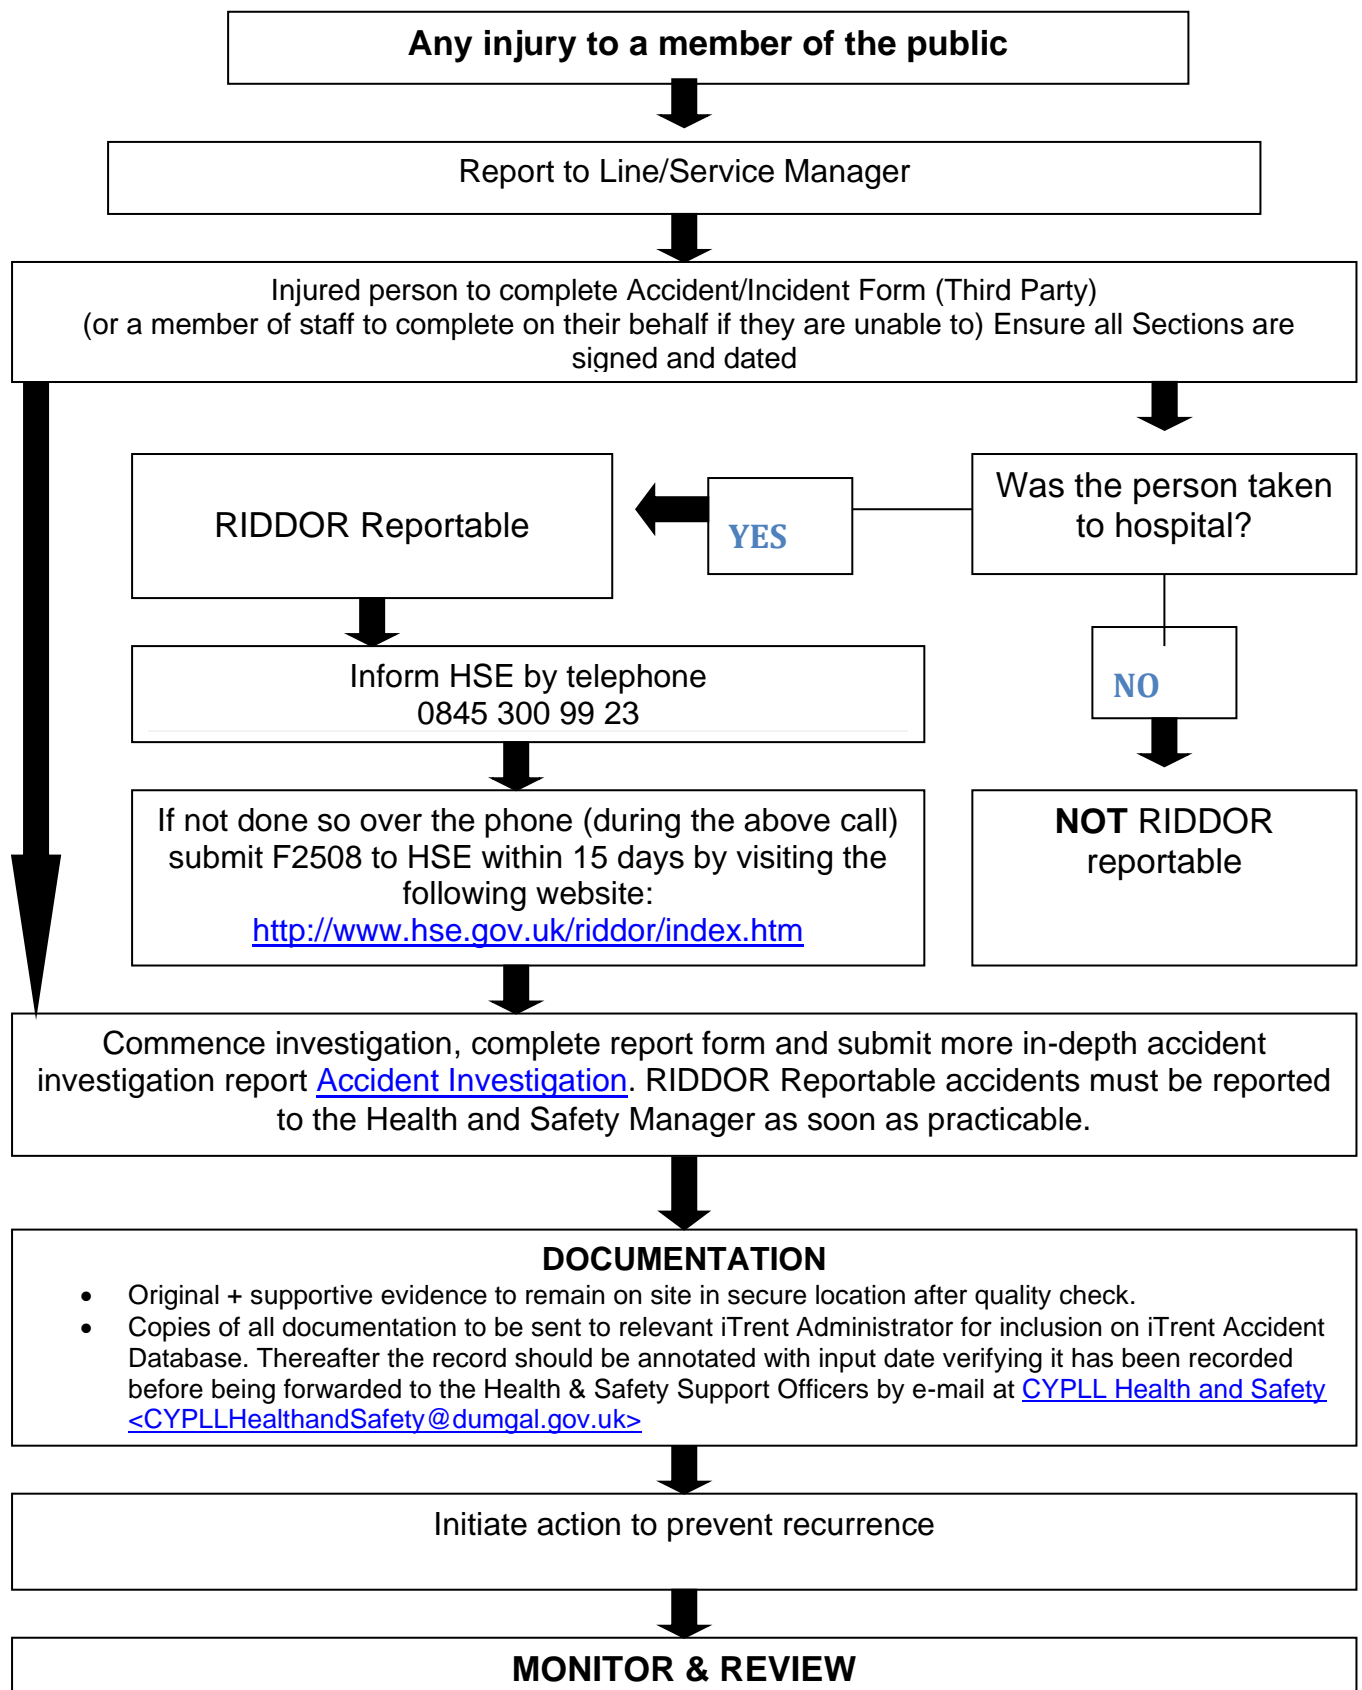 Any injury to a member of the public
Report to Line/Service Manager
Injured person to complete Accident/Incident Form (Third Party)
(or a member of staff to complete on their behalf if they are unable to) Ensure all Sections are
signed and dated
Was the person taken
to hospital?
YES
RIDDOR Reportable
NO
Inform HSE by telephone
0845 300 99 23
If not done so over the phone (during the above call)
submit F2508 to HSE within 15 days by visiting the
following website:
http://www.hse.gov.uk/riddor/index.htm
NOT RIDDOR
reportable
Commence investigation, complete report form and submit more in-depth accident
investigation report Accident Investigation. RIDDOR Reportable accidents must be reported
to the Health and Safety Manager as soon as practicable.
DOCUMENTATION
• Original + supportive evidence to remain on site in secure location after quality check.
• Copies of all documentation to be sent to relevant iTrent Administrator for inclusion on iTrent Accident
Database. Thereafter the record should be annotated with input date verifying it has been recorded
before being forwarded to the Health & Safety Support Officers by e-mail at CYPLL Health and Safety
<CYPLLHealthandSafety@dumgal.gov.uk>
Initiate action to prevent recurrence
MONITOR & REVIEW